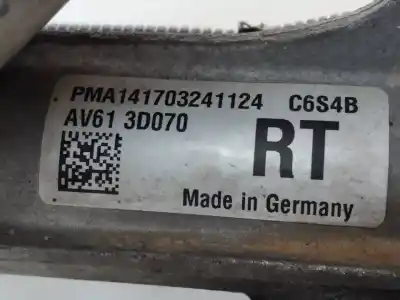 PMA141703241124 C6S4B
AV61 3D070
RT
Made in Germany